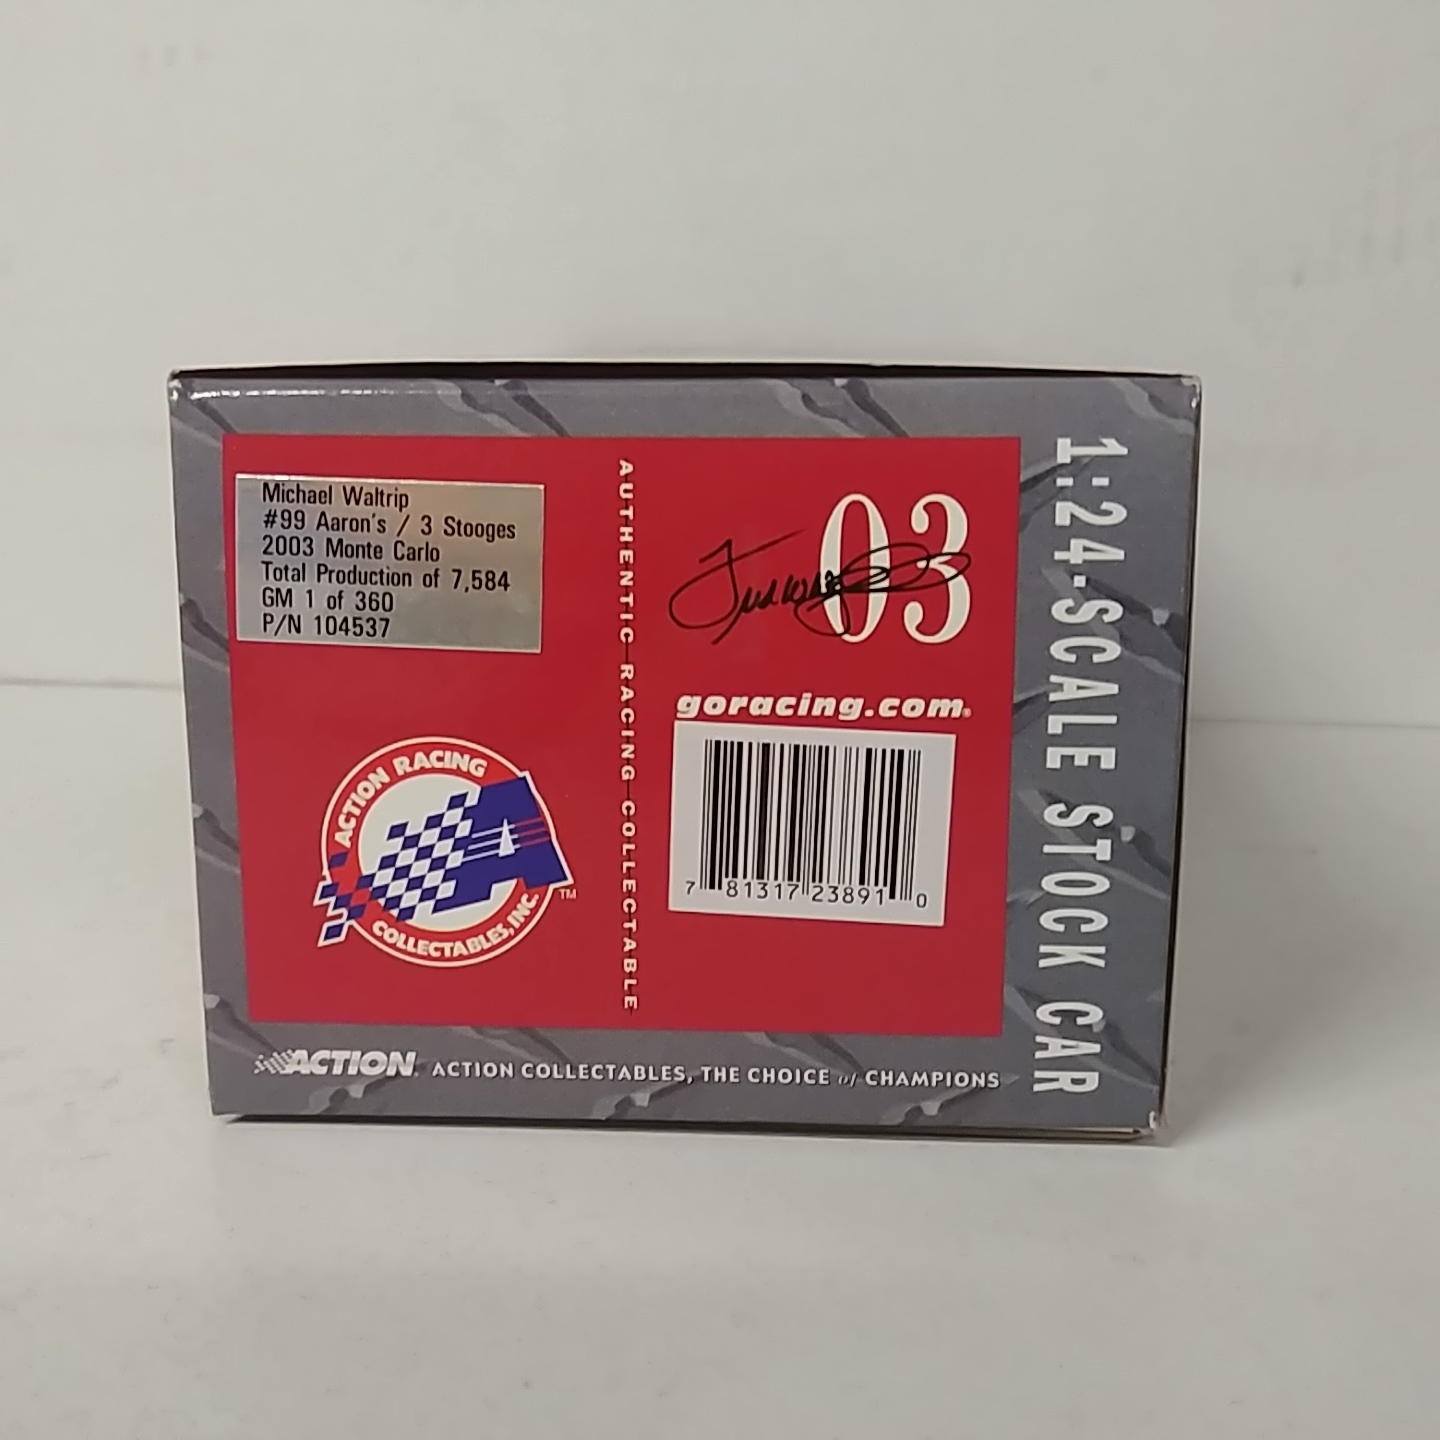 Michael Waltrip
#99 Aaron's / 3 Stooges
2003 Monte Carlo
Total Production of 7,584
GM 1 of 360
P/N 104537
ACTION RACING
COLLECTABLES, INC.
TM
AUTHENTIC RACING COLLECTABLE
03
goracing.com®
7 81317 23891 0
1:24-SCALE STOCK CAR
ACTION
ACTION COLLECTABLES, THE CHOICE of CHAMPIONS